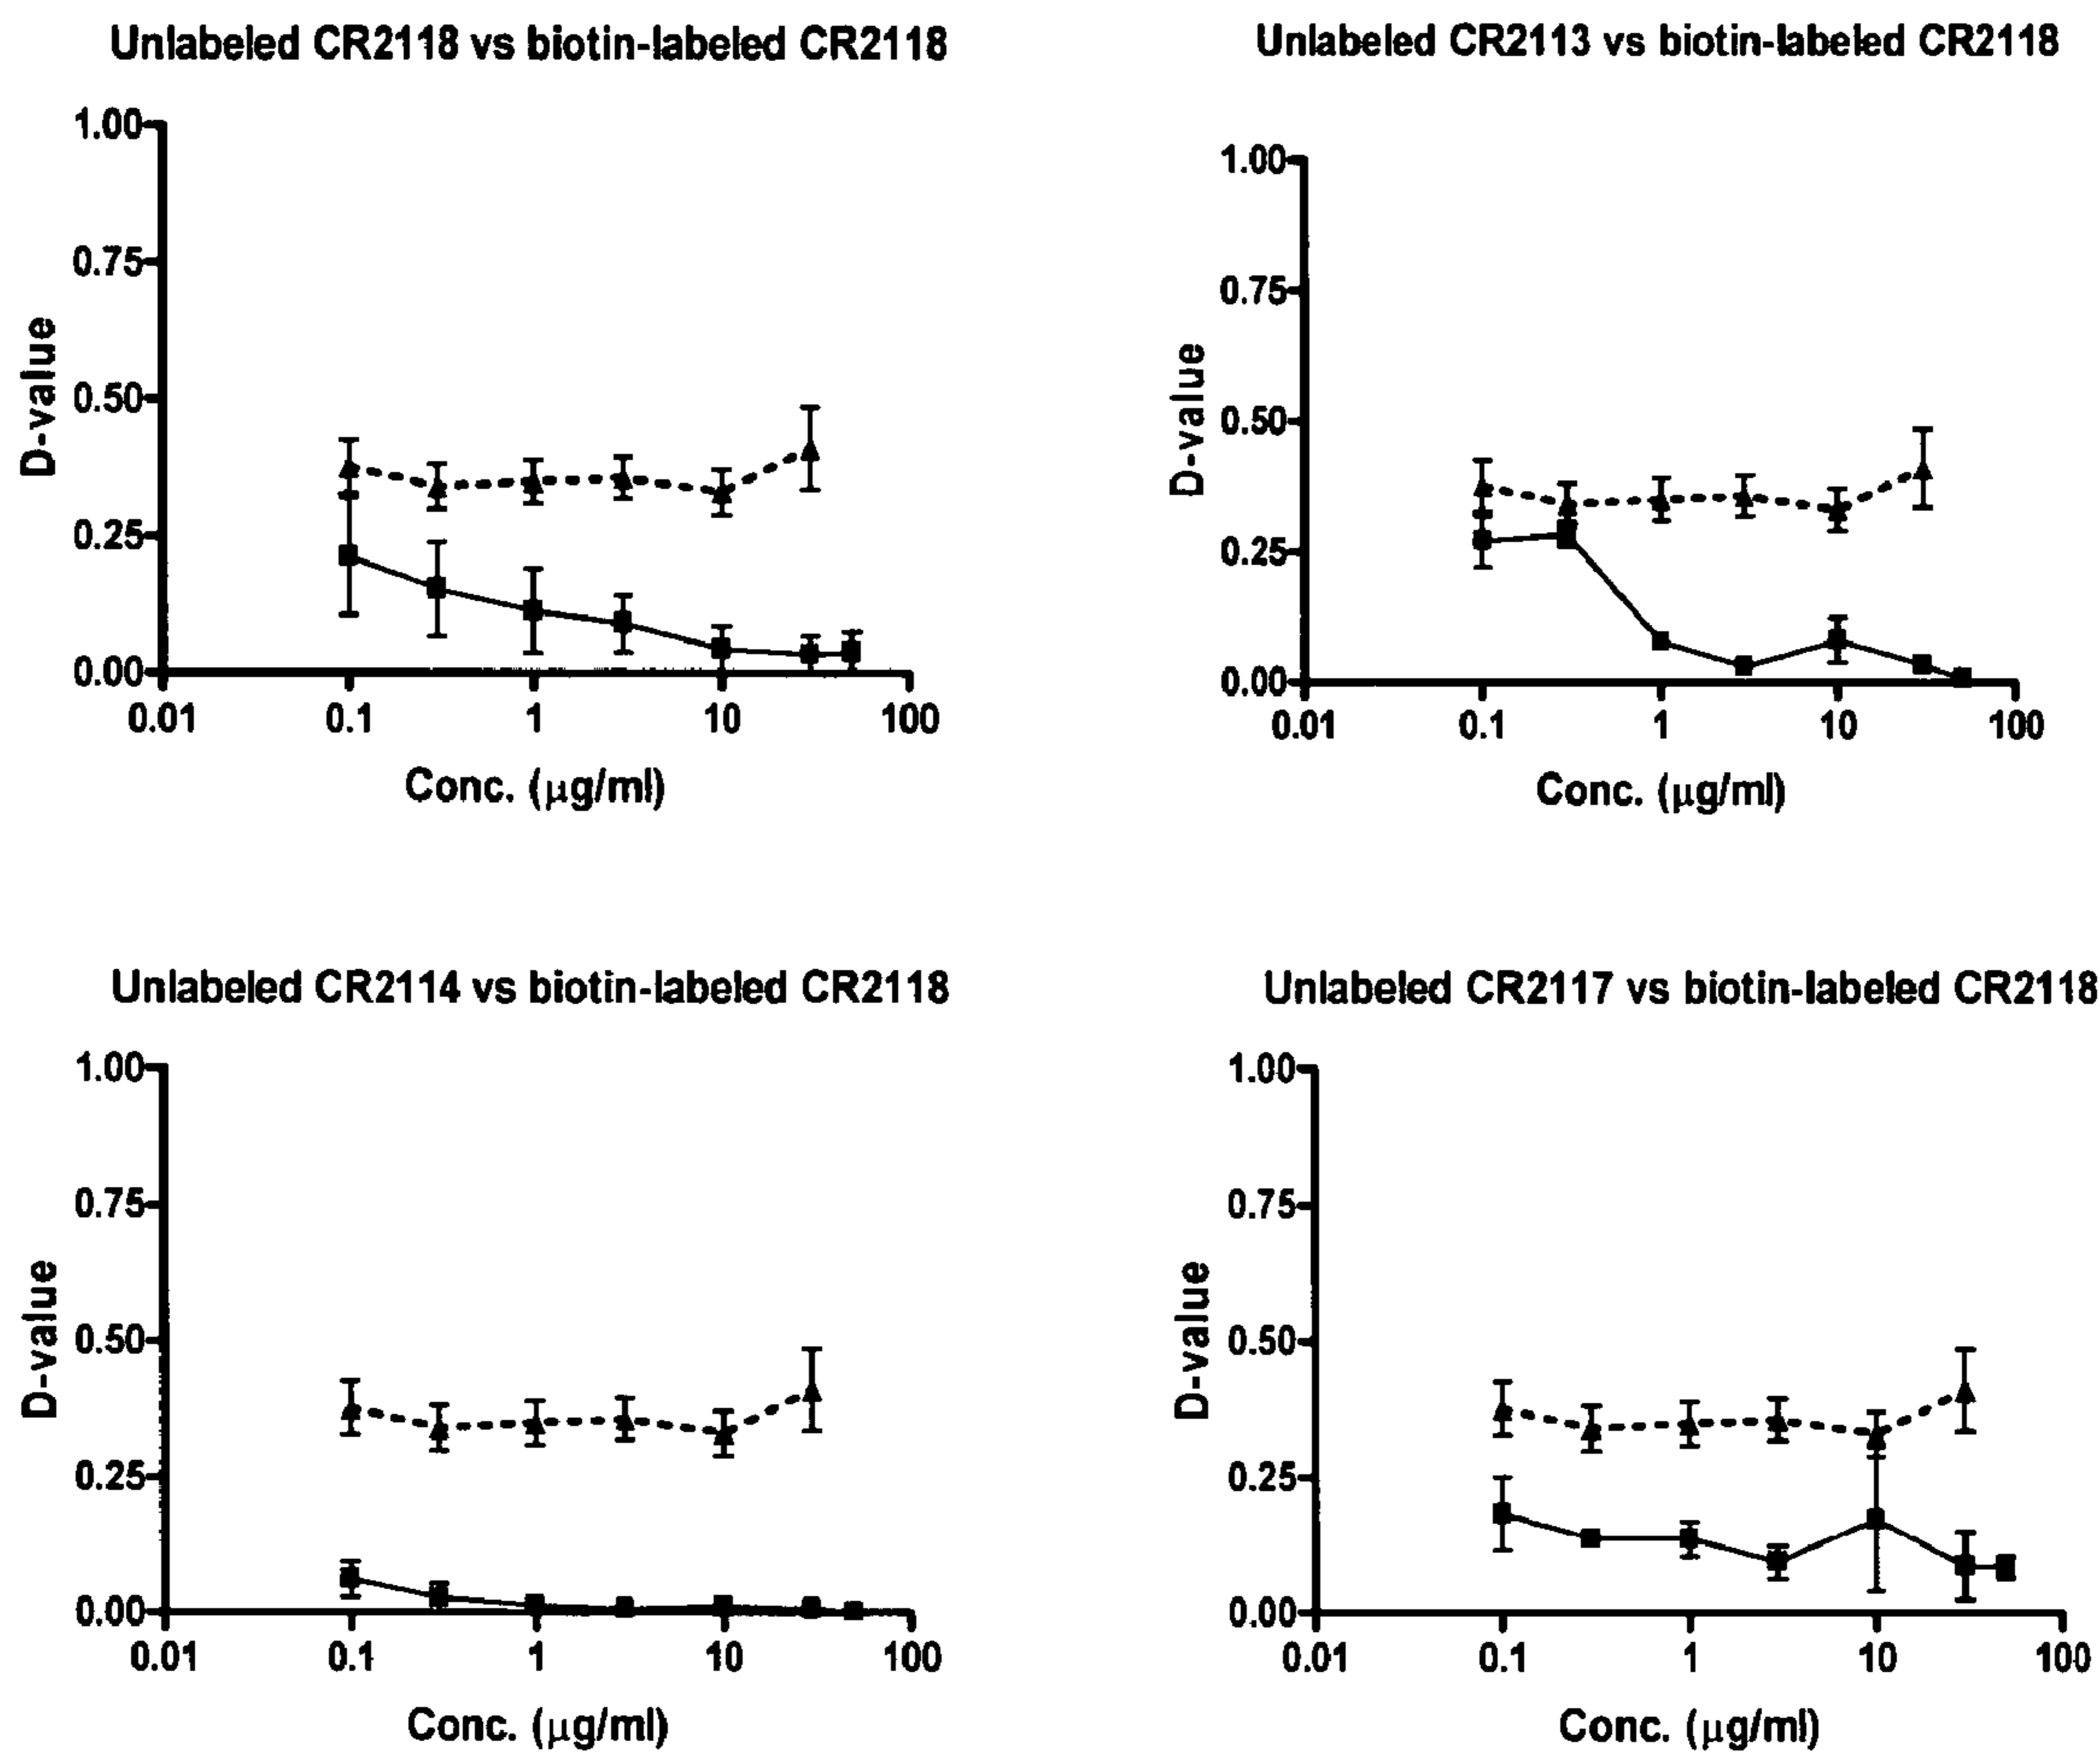 Unlabeled CR2118 vs biotin-labeled CR2118
1.00
0.75
0.50
0.25
0.00
D-value
0.01 0.1 1 10 100
Conc. (μg/ml)
Unlabeled CR2113 vs biotin-labeled CR2118
1.00
0.75
0.50
0.25
0.00
D-value
0.01 0.1 1 10 100
Conc. (μg/ml)
Unlabeled CR2114 vs biotin-labeled CR2118
1.00
0.75
0.50
0.25
0.00
D-value
0.01 0.1 1 10 100
Conc. (μg/ml)
Unlabeled CR2117 vs biotin-labeled CR2118
1.00
0.75
0.50
0.25
0.00
D-value
0.01 0.1 1 10 100
Conc. (μg/ml)